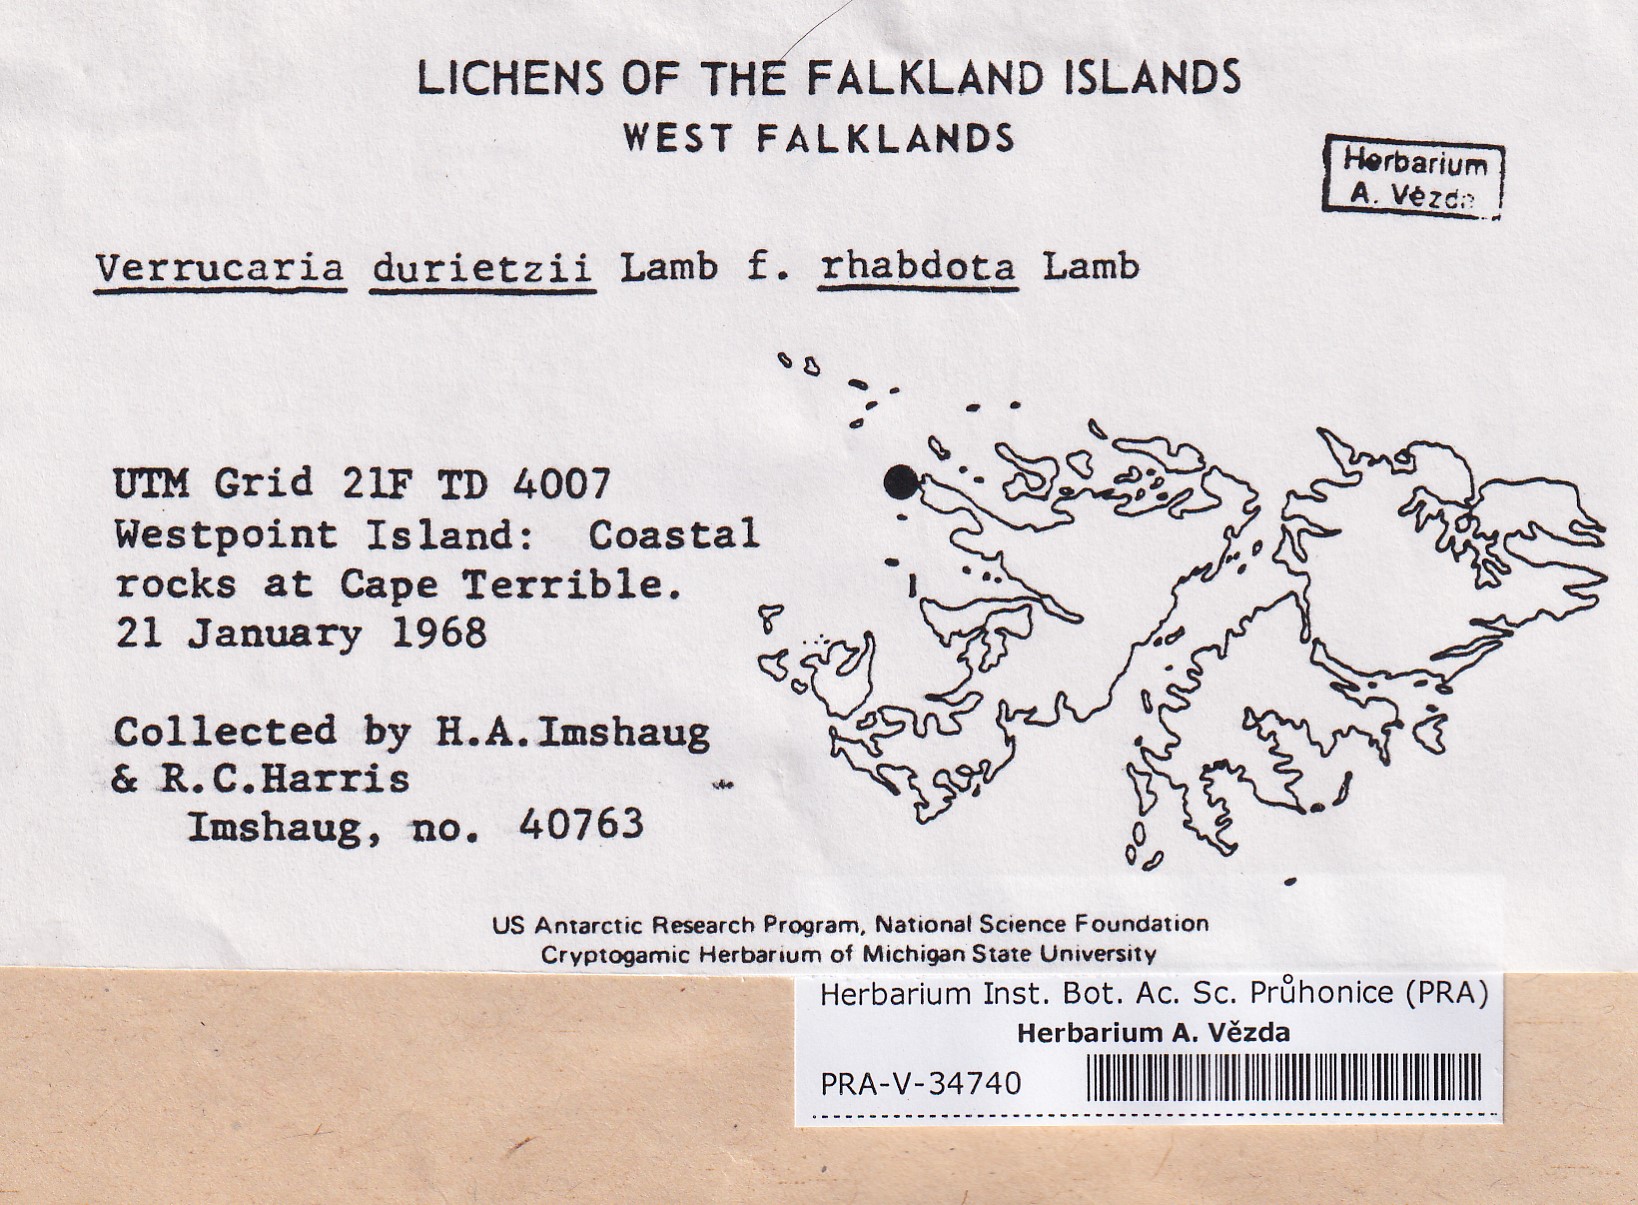 LICHENS OF THE FALKLAND ISLANDS
WEST FALKLANDS
Herbarium
A. Vězda
Verrucaria durietzii Lamb f. rhabdota Lamb
UTM Grid 21F TD 4007
Westpoint Island: Coastal
rocks at Cape Terrible.
21 January 1968
Collected by H.A.Imshaug
& R.C.Harris
Imshaug, no. 40763
US Antarctic Research Program, National Science Foundation
Cryptogamic Herbarium of Michigan State University
Herbarium Inst. Bot. Ac. Sc. Průhonice (PRA)
Herbarium A. Vězda
PRA-V-34740